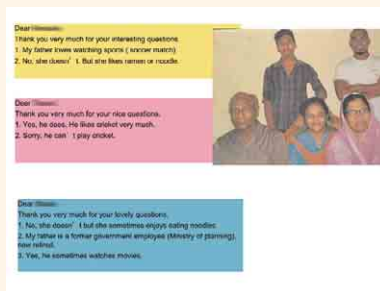 Dear
Thank you very much for your interesting questions.
1. My father loves watching sports ( soccer match).
2. No, she doesn't. But she likes ramen or noodle.
Dear
Thank you very much for your nice questions.
1. Yes, he does. He likes cricket very much.
2. Sorry, he can't play cricket.
Dear
Thank you very much for your lovely questions.
1. No, she doesn't but she sometimes enjoys eating noodles.
2. My father is a former government employee (Ministry of planning),
now retired.
3. Yes, he sometimes watches movies.